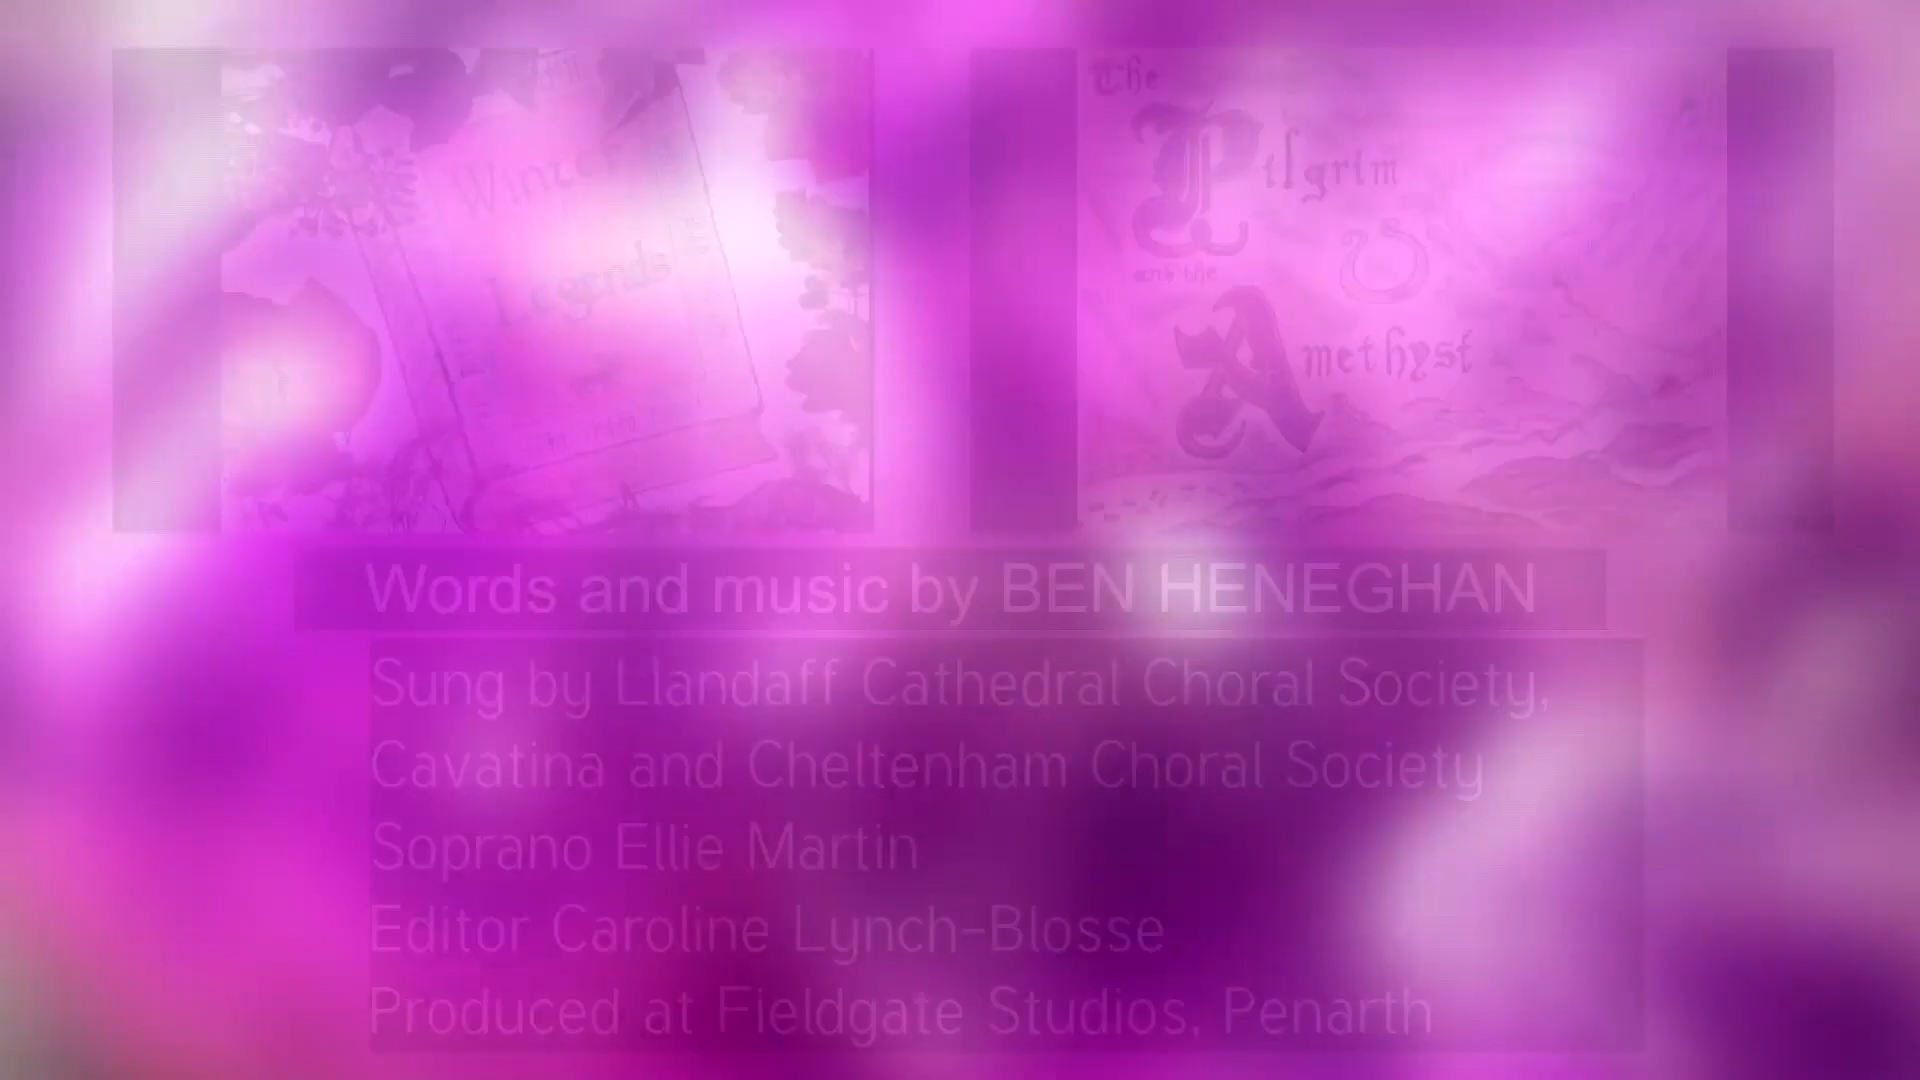 Winter
Legends
The
Pilgrim
and the
Amethyst
Words and music by BEN HENEGHAN
Sung by Llandaff Cathedral Choral Society,
Cavatina and Cheltenham Choral Society
Soprano Ellie Martin
Editor Caroline Lynch-Blosse
Produced at Fieldgate Studios, Penarth